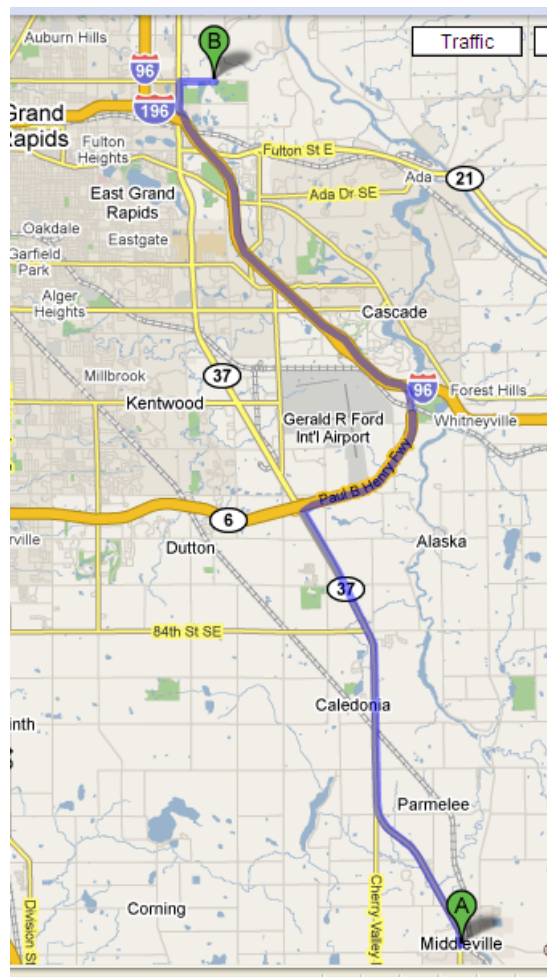 Auburn Hills
B
Traffic
96
196
Grand
Rapids
Fulton
Heights
Fulton St E
Ada
21
East Grand
Rapids
Ada Dr SE
Oakdale
Eastgate
Garfield
Park
Alger
Heights
Cascade
Millbrook
37
96
Forest Hills
Kentwood
Gerald R Ford
Int'l Airport
Whitneyville
Paul B Henry Fwy
6
Dutton
Alaska
37
84th St SE
Caledonia
Parmelee
Cherry Valley
Division St
Corning
A
Middleville